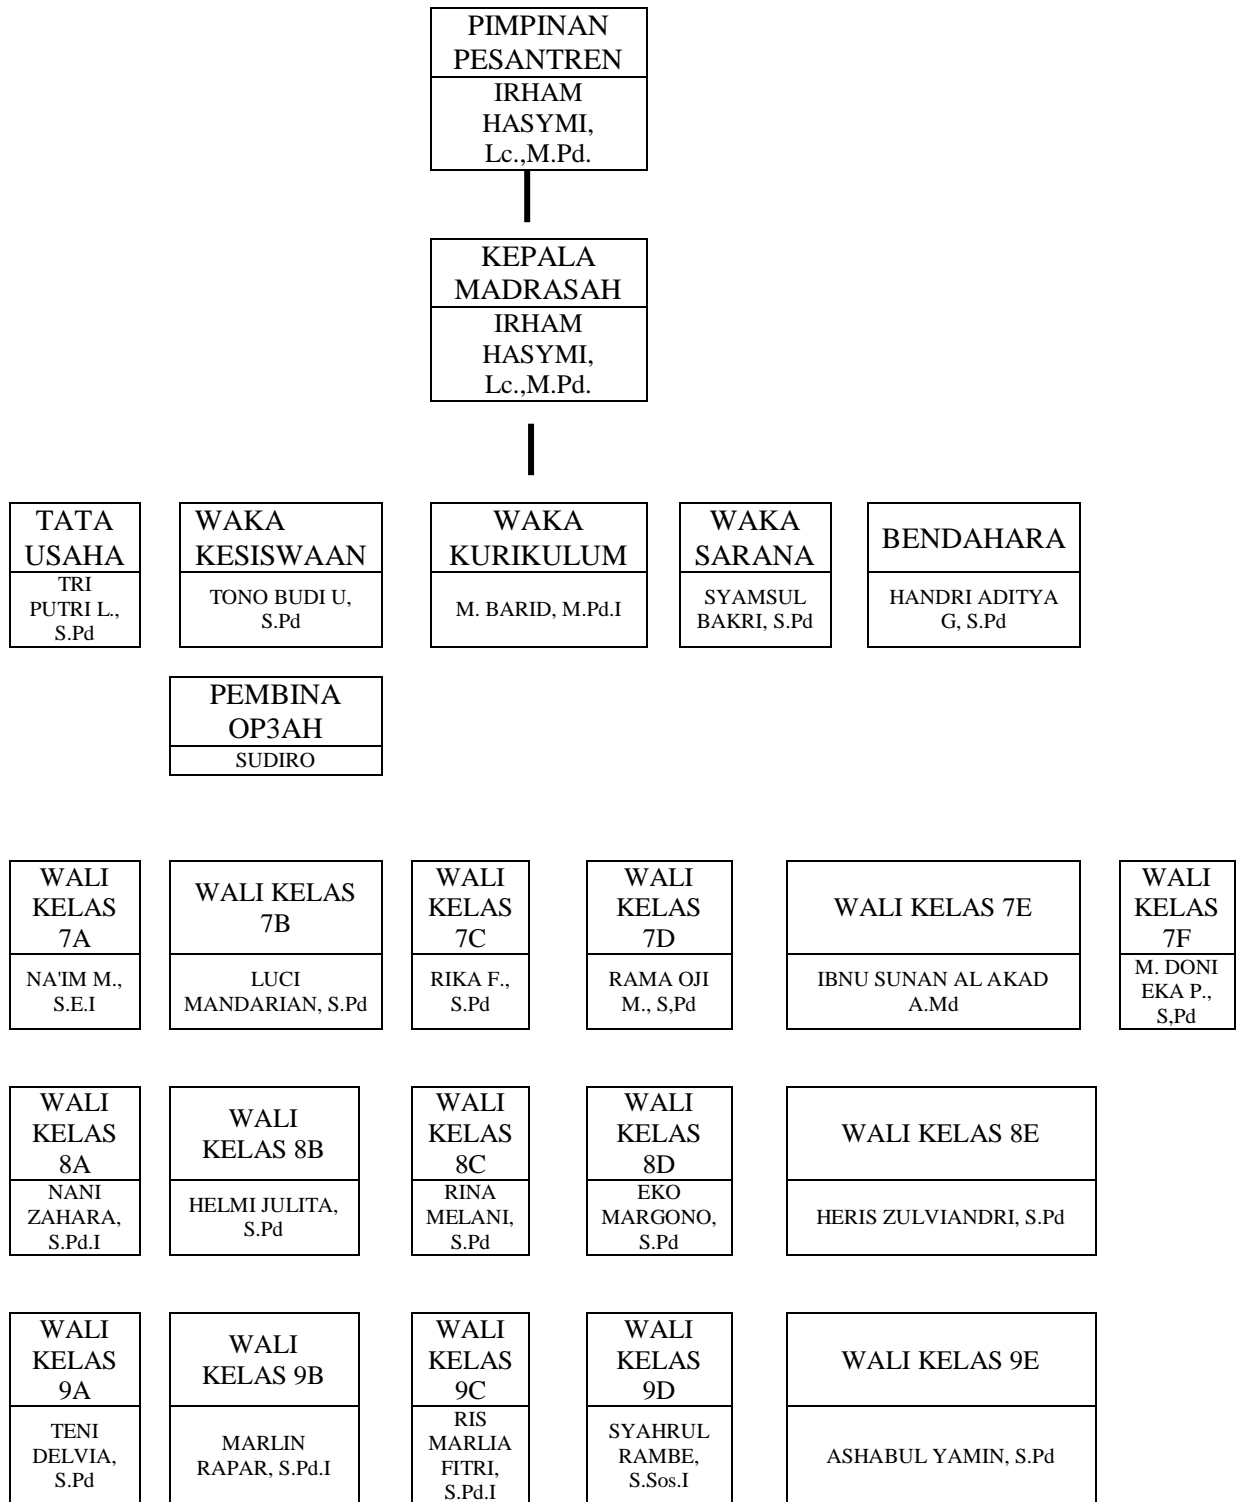 PIMPINAN
PESANTREN
IRHAM
HASYMI,
Lc.,M.Pd.
KEPALA
MADRASAH
IRHAM
HASYMI,
Lc.,M.Pd.
TATA
USAHA
TRI
PUTRI L.,
S.Pd
WAKA
KESISWAAN
TONO BUDI U,
S.Pd
WAKA
KURIKULUM
M. BARID, M.Pd.I
WAKA
SARANA
SYAMSUL
BAKRI, S.Pd
BENDAHARA
HANDRI ADITYA
G, S.Pd
PEMBINA
OP3AH
SUDIRO
WALI
KELAS
7A
NA'IM M.,
S.E.I
WALI KELAS
7B
LUCI
MANDARIAN, S.Pd
WALI
KELAS
7C
RIKA F.,
S.Pd
WALI
KELAS
7D
RAMA OJI
M., S,Pd
WALI KELAS 7E
IBNU SUNAN AL AKAD
A.Md
WALI
KELAS
7F
M. DONI
EKA P.,
S,Pd
WALI
KELAS
8A
NANI
ZAHARA,
S.Pd.I
WALI
KELAS 8B
HELMI JULITA,
S.Pd
WALI
KELAS
8C
RINA
MELANI,
S.Pd
WALI
KELAS
8D
EKO
MARGONO,
S.Pd
WALI KELAS 8E
HERIS ZULVIANDRI, S.Pd
WALI
KELAS
9A
TENI
DELVIA,
S.Pd
WALI
KELAS 9B
MARLIN
RAPAR, S.Pd.I
WALI
KELAS
9C
RIS
MARLIA
FITRI,
S.Pd.I
WALI
KELAS
9D
SYAHRUL
RAMBE,
S.Sos.I
WALI KELAS 9E
ASHABUL YAMIN, S.Pd